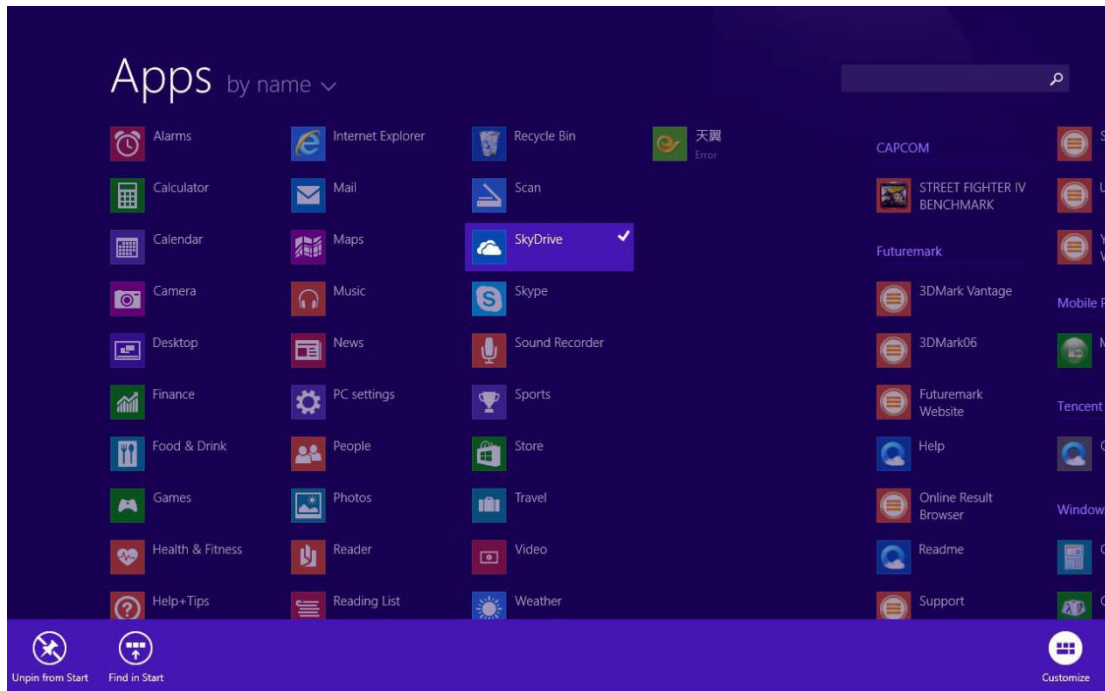 Apps by name
Alarms
Calculator
Calendar
Camera
Desktop
Finance
Food & Drink
Games
Health & Fitness
Help+Tips
Internet Explorer
Mail
Maps
Music
News
PC settings
People
Photos
Reader
Reading List
Recycle Bin
Scan
SkyDrive
Skype
Sound Recorder
Sports
Store
Travel
Video
Weather
天翼
Error
CAPCOM
STREET FIGHTER IV
BENCHMARK
Futuremark
3DMark Vantage
3DMark06
Futuremark
Website
Help
Online Result
Browser
Readme
Support
Mobile
Tencent
Window
Unpin from Start
Find in Start
Customize